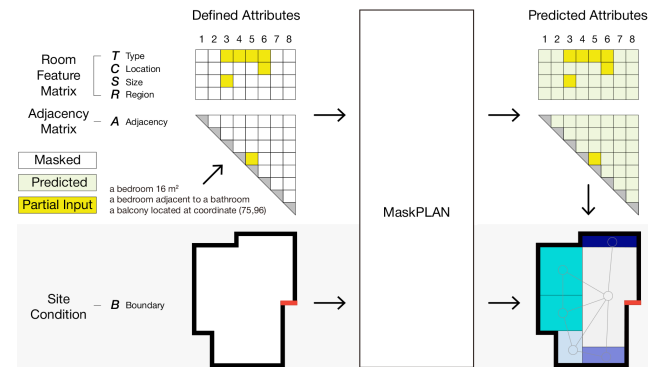 Defined Attributes
Predicted Attributes
1 2 3 4 5 6 7 8
1 2 3 4 5 6 7 8
Room
Feature
Matrix
T Type
C Location
S Size
R Region
Adjacency
Matrix
A Adjacency
Masked
Predicted
Partial Input
a bedroom 16 m²
a bedroom adjacent to a bathroom
a balcony located at coordinate (75,96)
MaskPLAN
Site
Condition
B Boundary